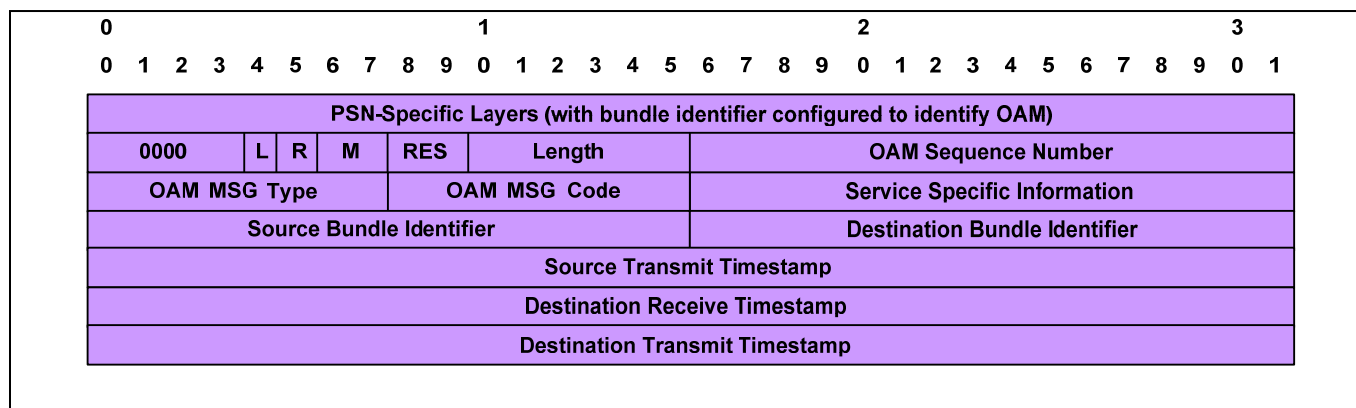 0 1 2 3
0 1 2 3 4 5 6 7 8 9 0 1 2 3 4 5 6 7 8 9 0 1 2 3 4 5 6 7 8 9 0 1
PSN-Specific Layers (with bundle identifier configured to identify OAM)
0000 L R M RES Length OAM Sequence Number
OAM MSG Type OAM MSG Code Service Specific Information
Source Bundle Identifier Destination Bundle Identifier
Source Transmit Timestamp
Destination Receive Timestamp
Destination Transmit Timestamp